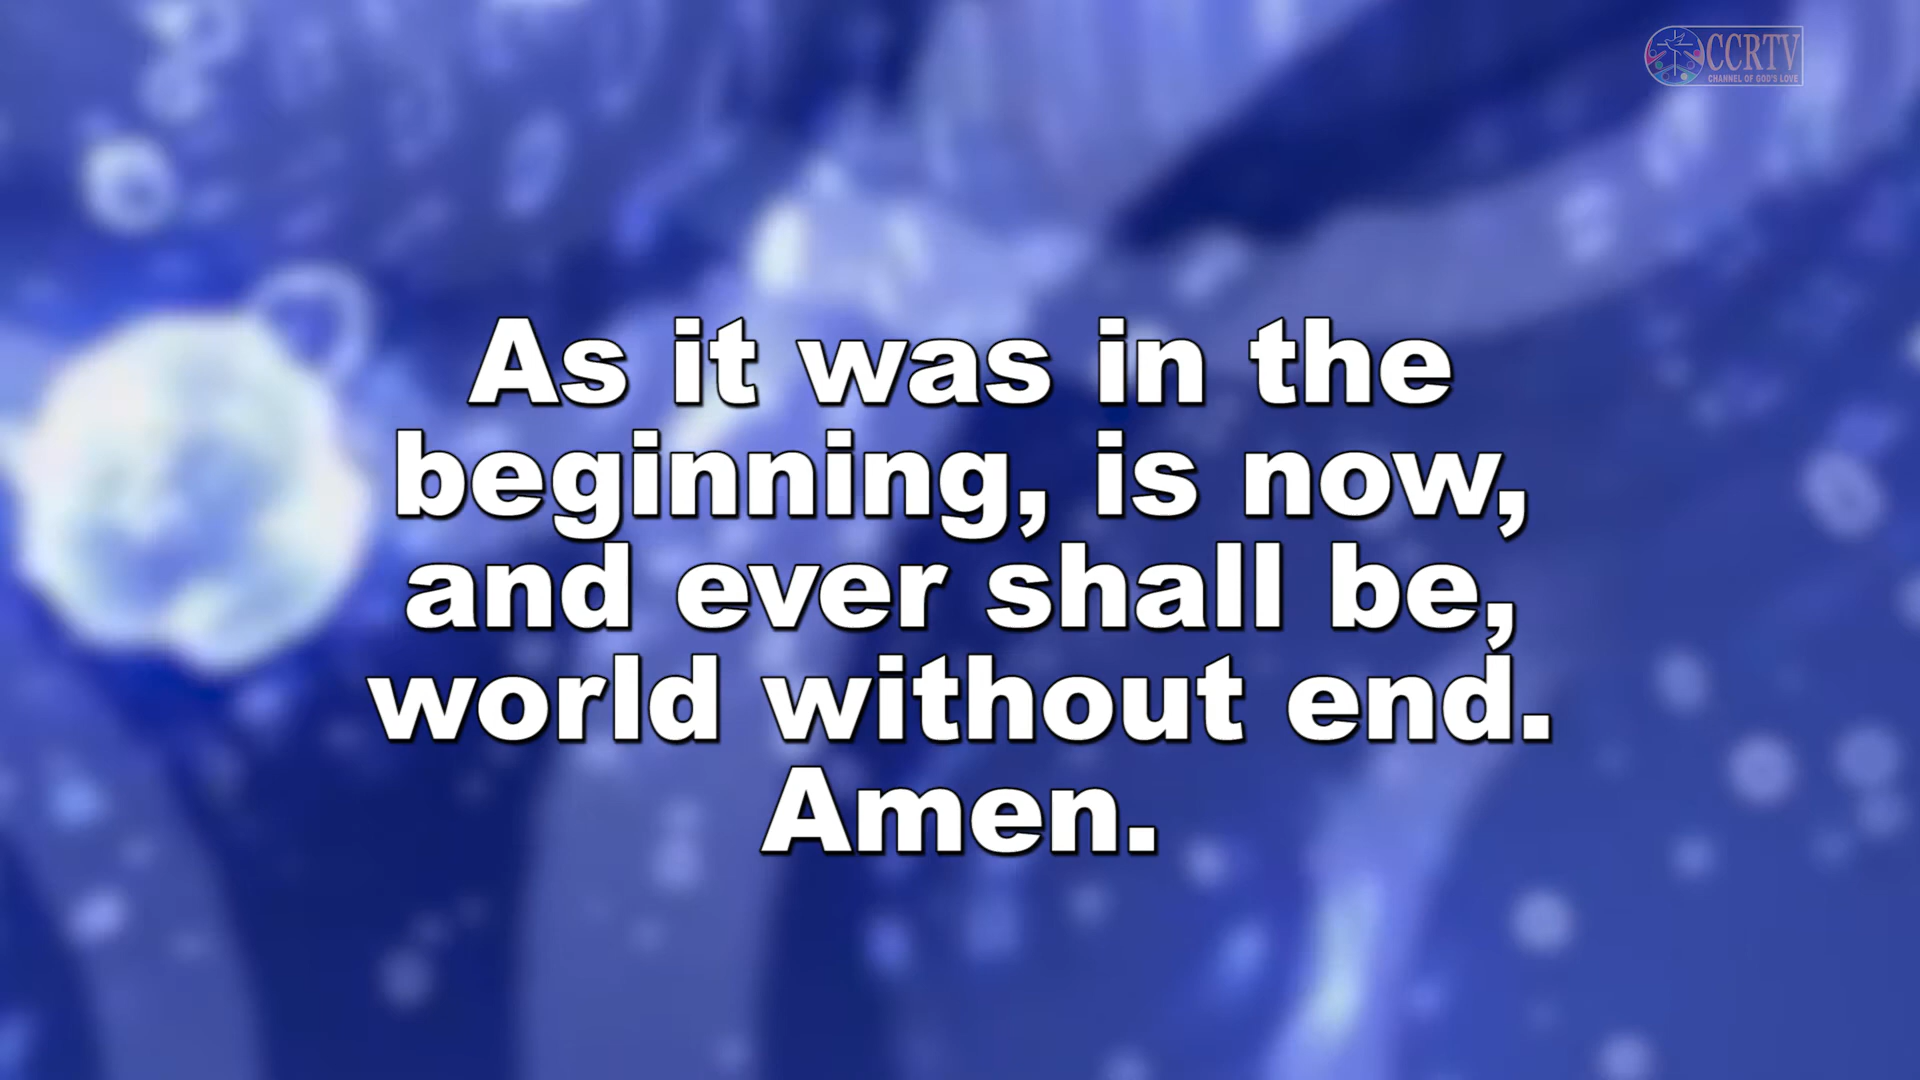 CCRTV
CHANNEL OF GOD'S LOVE
As it was in the
beginning, is now,
and ever shall be,
world without end.
Amen.